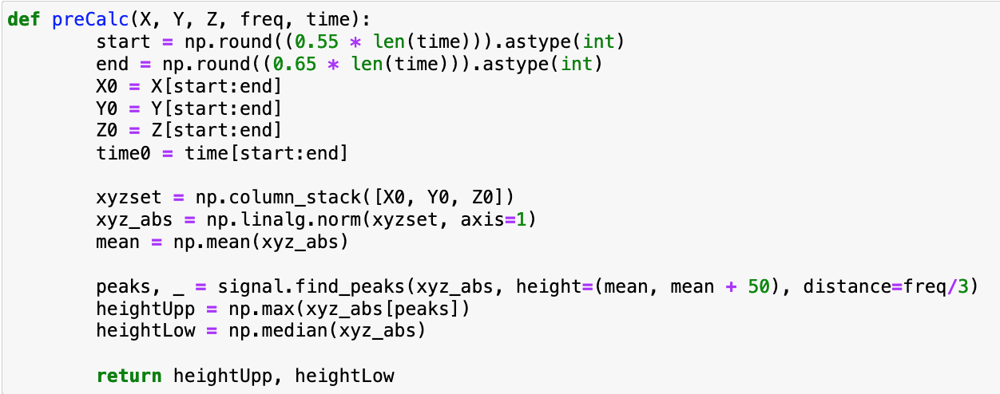 def preCalc(X, Y, Z, freq, time):
        start = np.round((0.55 * len(time))).astype(int)
        end = np.round((0.65 * len(time))).astype(int)
        X0 = X[start:end]
        Y0 = Y[start:end]
        Z0 = Z[start:end]
        time0 = time[start:end]

        xyzset = np.column_stack([X0, Y0, Z0])
        xyz_abs = np.linalg.norm(xyzset, axis=1)
        mean = np.mean(xyz_abs)

        peaks, _ = signal.find_peaks(xyz_abs, height=(mean, mean + 50), distance=freq/3)
        heightUpp = np.max(xyz_abs[peaks])
        heightLow = np.median(xyz_abs)

        return heightUpp, heightLow